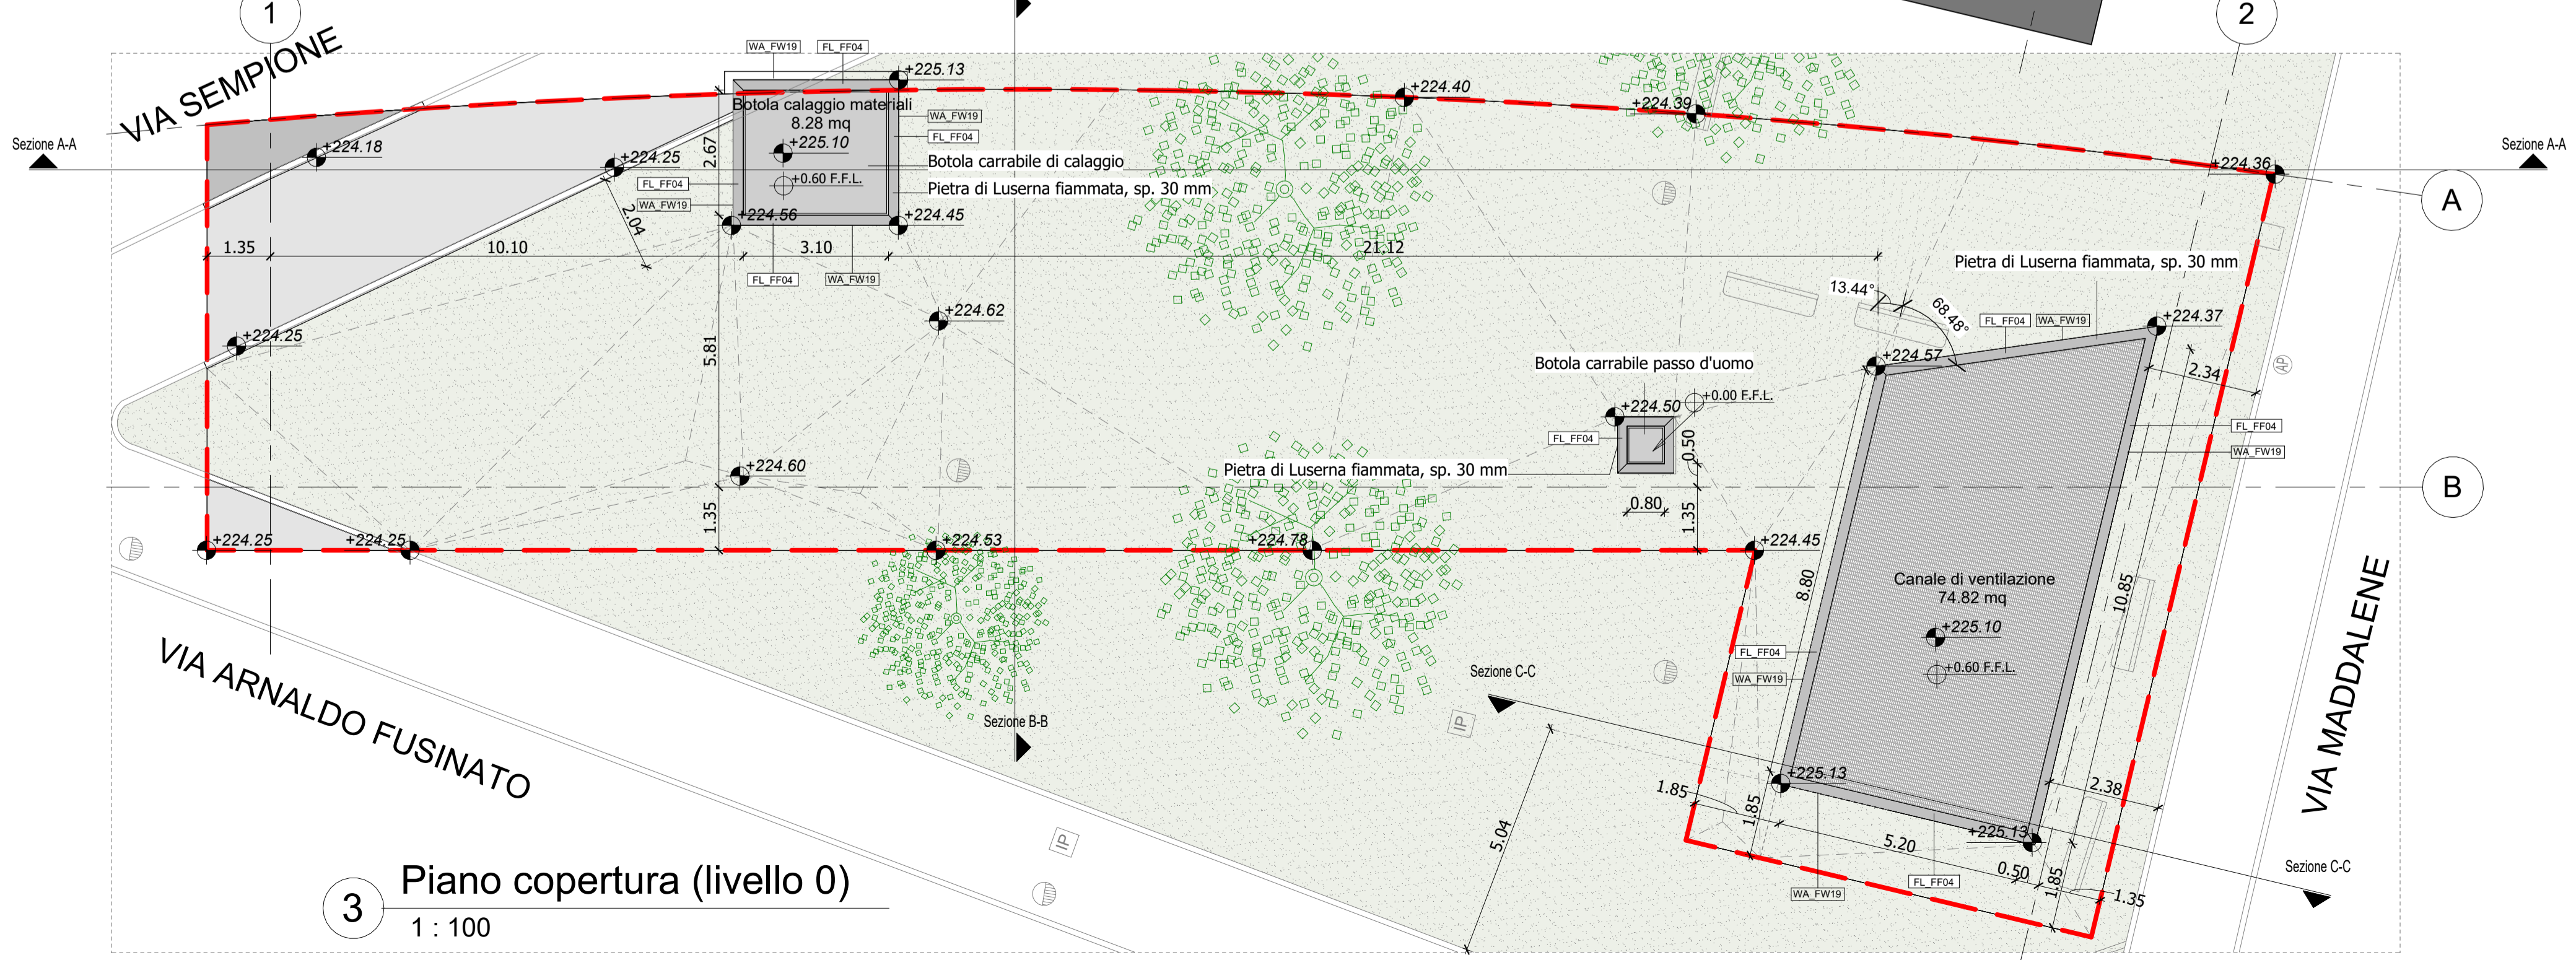 1
2
VIA SEMPIONE
WA_FW19
FL_FF04
+225.13
+224.40
+224.39
Botola calaggio materiali
8.28 mq
WA_FW19
FL_FF04
Sezione A-A
Sezione A-A
+224.18
+224.25
+225.10
2.67
Botola carrabile di calaggio
+224.36
FL_FF04
+0.60 F.F.L.
Pietra di Luserna fiammata, sp. 30 mm
A
WA_FW19
2.04
+224.56
+224.45
1.35
10.10
3.10
21.12
FL_FF04
WA_FW19
Pietra di Luserna fiammata, sp. 30 mm
13.44°
68.48°
+224.62
FL_FF04
WA_FW19
+224.37
+224.25
5.81
Botola carrabile passo d'uomo
+224.57
AP
2.34
+0.00 F.F.L.
+224.50
FL_FF04
FL_FF04
0.50
WA_FW19
+224.60
Pietra di Luserna fiammata, sp. 30 mm
B
1.35
0.80
1.35
+224.25
+224.25
+224.53
+224.78
+224.45
8.80
Canale di ventilazione
74.82 mq
10.85
+225.10
FL_FF04
+0.60 F.F.L.
WA_FW19
VIA ARNALDO FUSINATO
VIA MADDALENE
Sezione C-C
Sezione B-B
IP
+225.13
1.85
1.85
2.38
5.04
+225.13
5.20
IP
0.50
1.85
1.35
Sezione C-C
WA_FW19
FL_FF04
3
Piano copertura (livello 0)
1 : 100